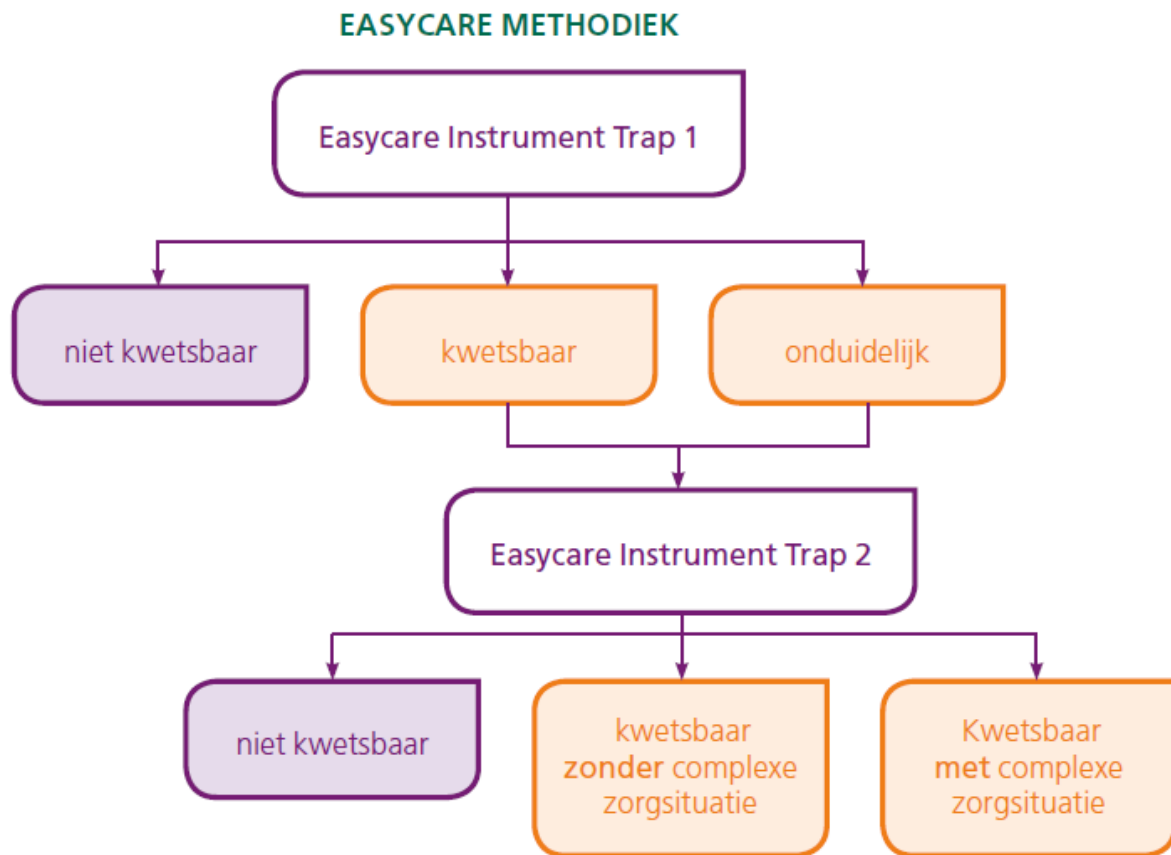 EASYCARE METHODIEK
Easycare Instrument Trap 1
niet kwetsbaar
kwetsbaar
onduidelijk
Easycare Instrument Trap 2
niet kwetsbaar
kwetsbaar
zonder complexe
zorgsituatie
Kwetsbaar
met complexe
zorgsituatie